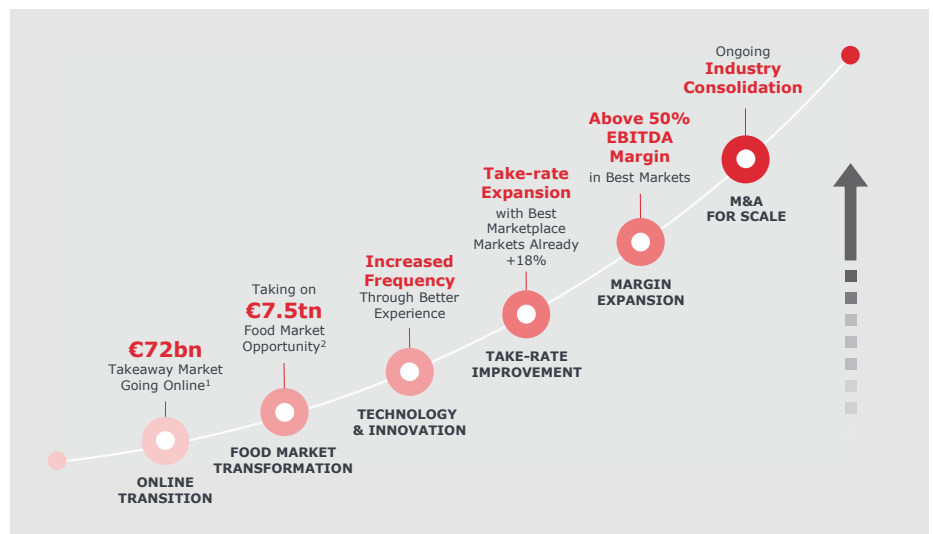 €72bn
Takeaway Market
Going Online¹
ONLINE
TRANSITION
Taking on
€7.5tn
Food Market
Opportunity²
FOOD MARKET
TRANSFORMATION
Increased
Frequency
Through Better
Experience
TECHNOLOGY
& INNOVATION
Take-rate
Expansion
with Best
Marketplace
Markets Already
+18%
TAKE-RATE
IMPROVEMENT
Above 50%
EBITDA
Margin
in Best Markets
MARGIN
EXPANSION
Ongoing
Industry
Consolidation
M&A
FOR SCALE